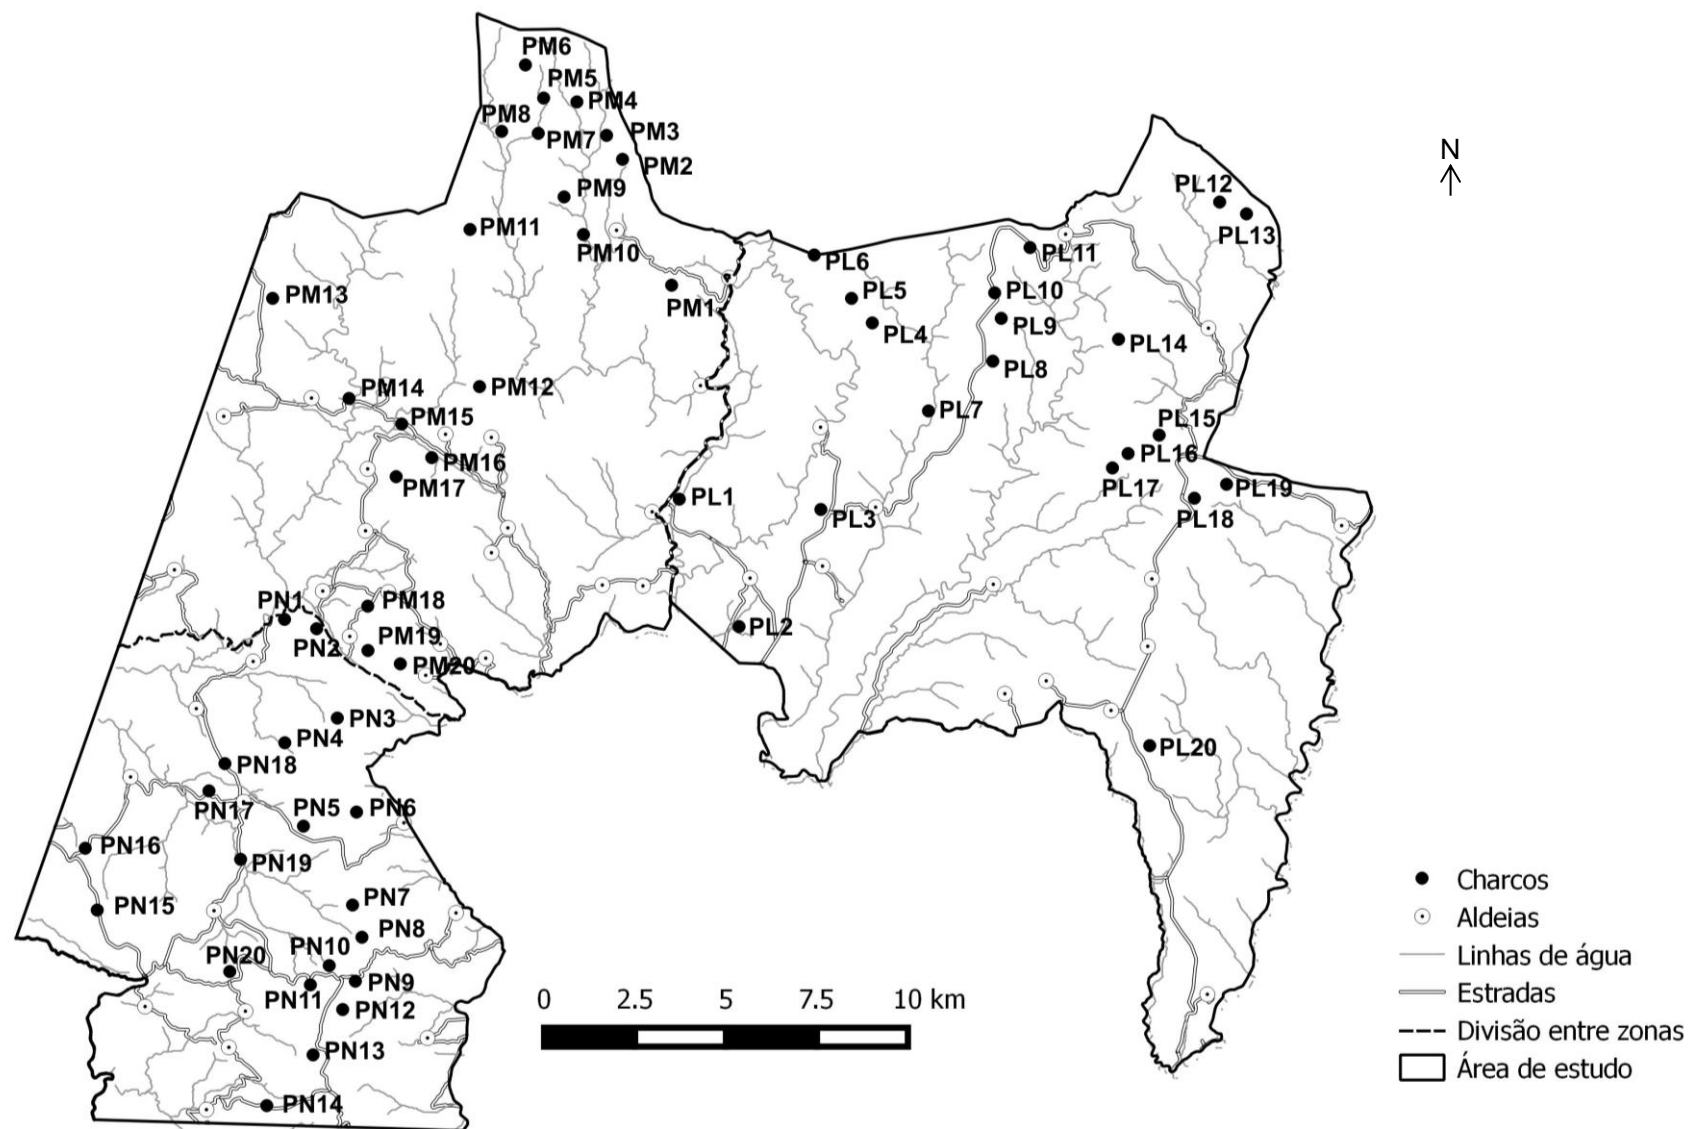 PM6
PM5
PM4
PM8
PM7
PM3
PM2
N
PM9
PL12
PL13
PM11
PM10
PL11
PL6
PM13
PM1
PL5
PL10
PL4
PL9
PL14
PL8
PM14
PM12
PL7
PM15
PL15
PM16
PL16
PM17
PL17
PL19
PL1
PL3
PL18
PN1
PM18
PL2
PN2
PM19
PM20
PN3
PN4
PL20
PN18
PN17
PN5
PN6
PN16
PN19
PN15
PN7
PN8
PN10
PN20
PN9
PN11
PN12
PN13
PN14
0 2.5 5 7.5 10 km
Charcos
Aldeias
Linhas de água
Estradas
Divisão entre zonas
Área de estudo